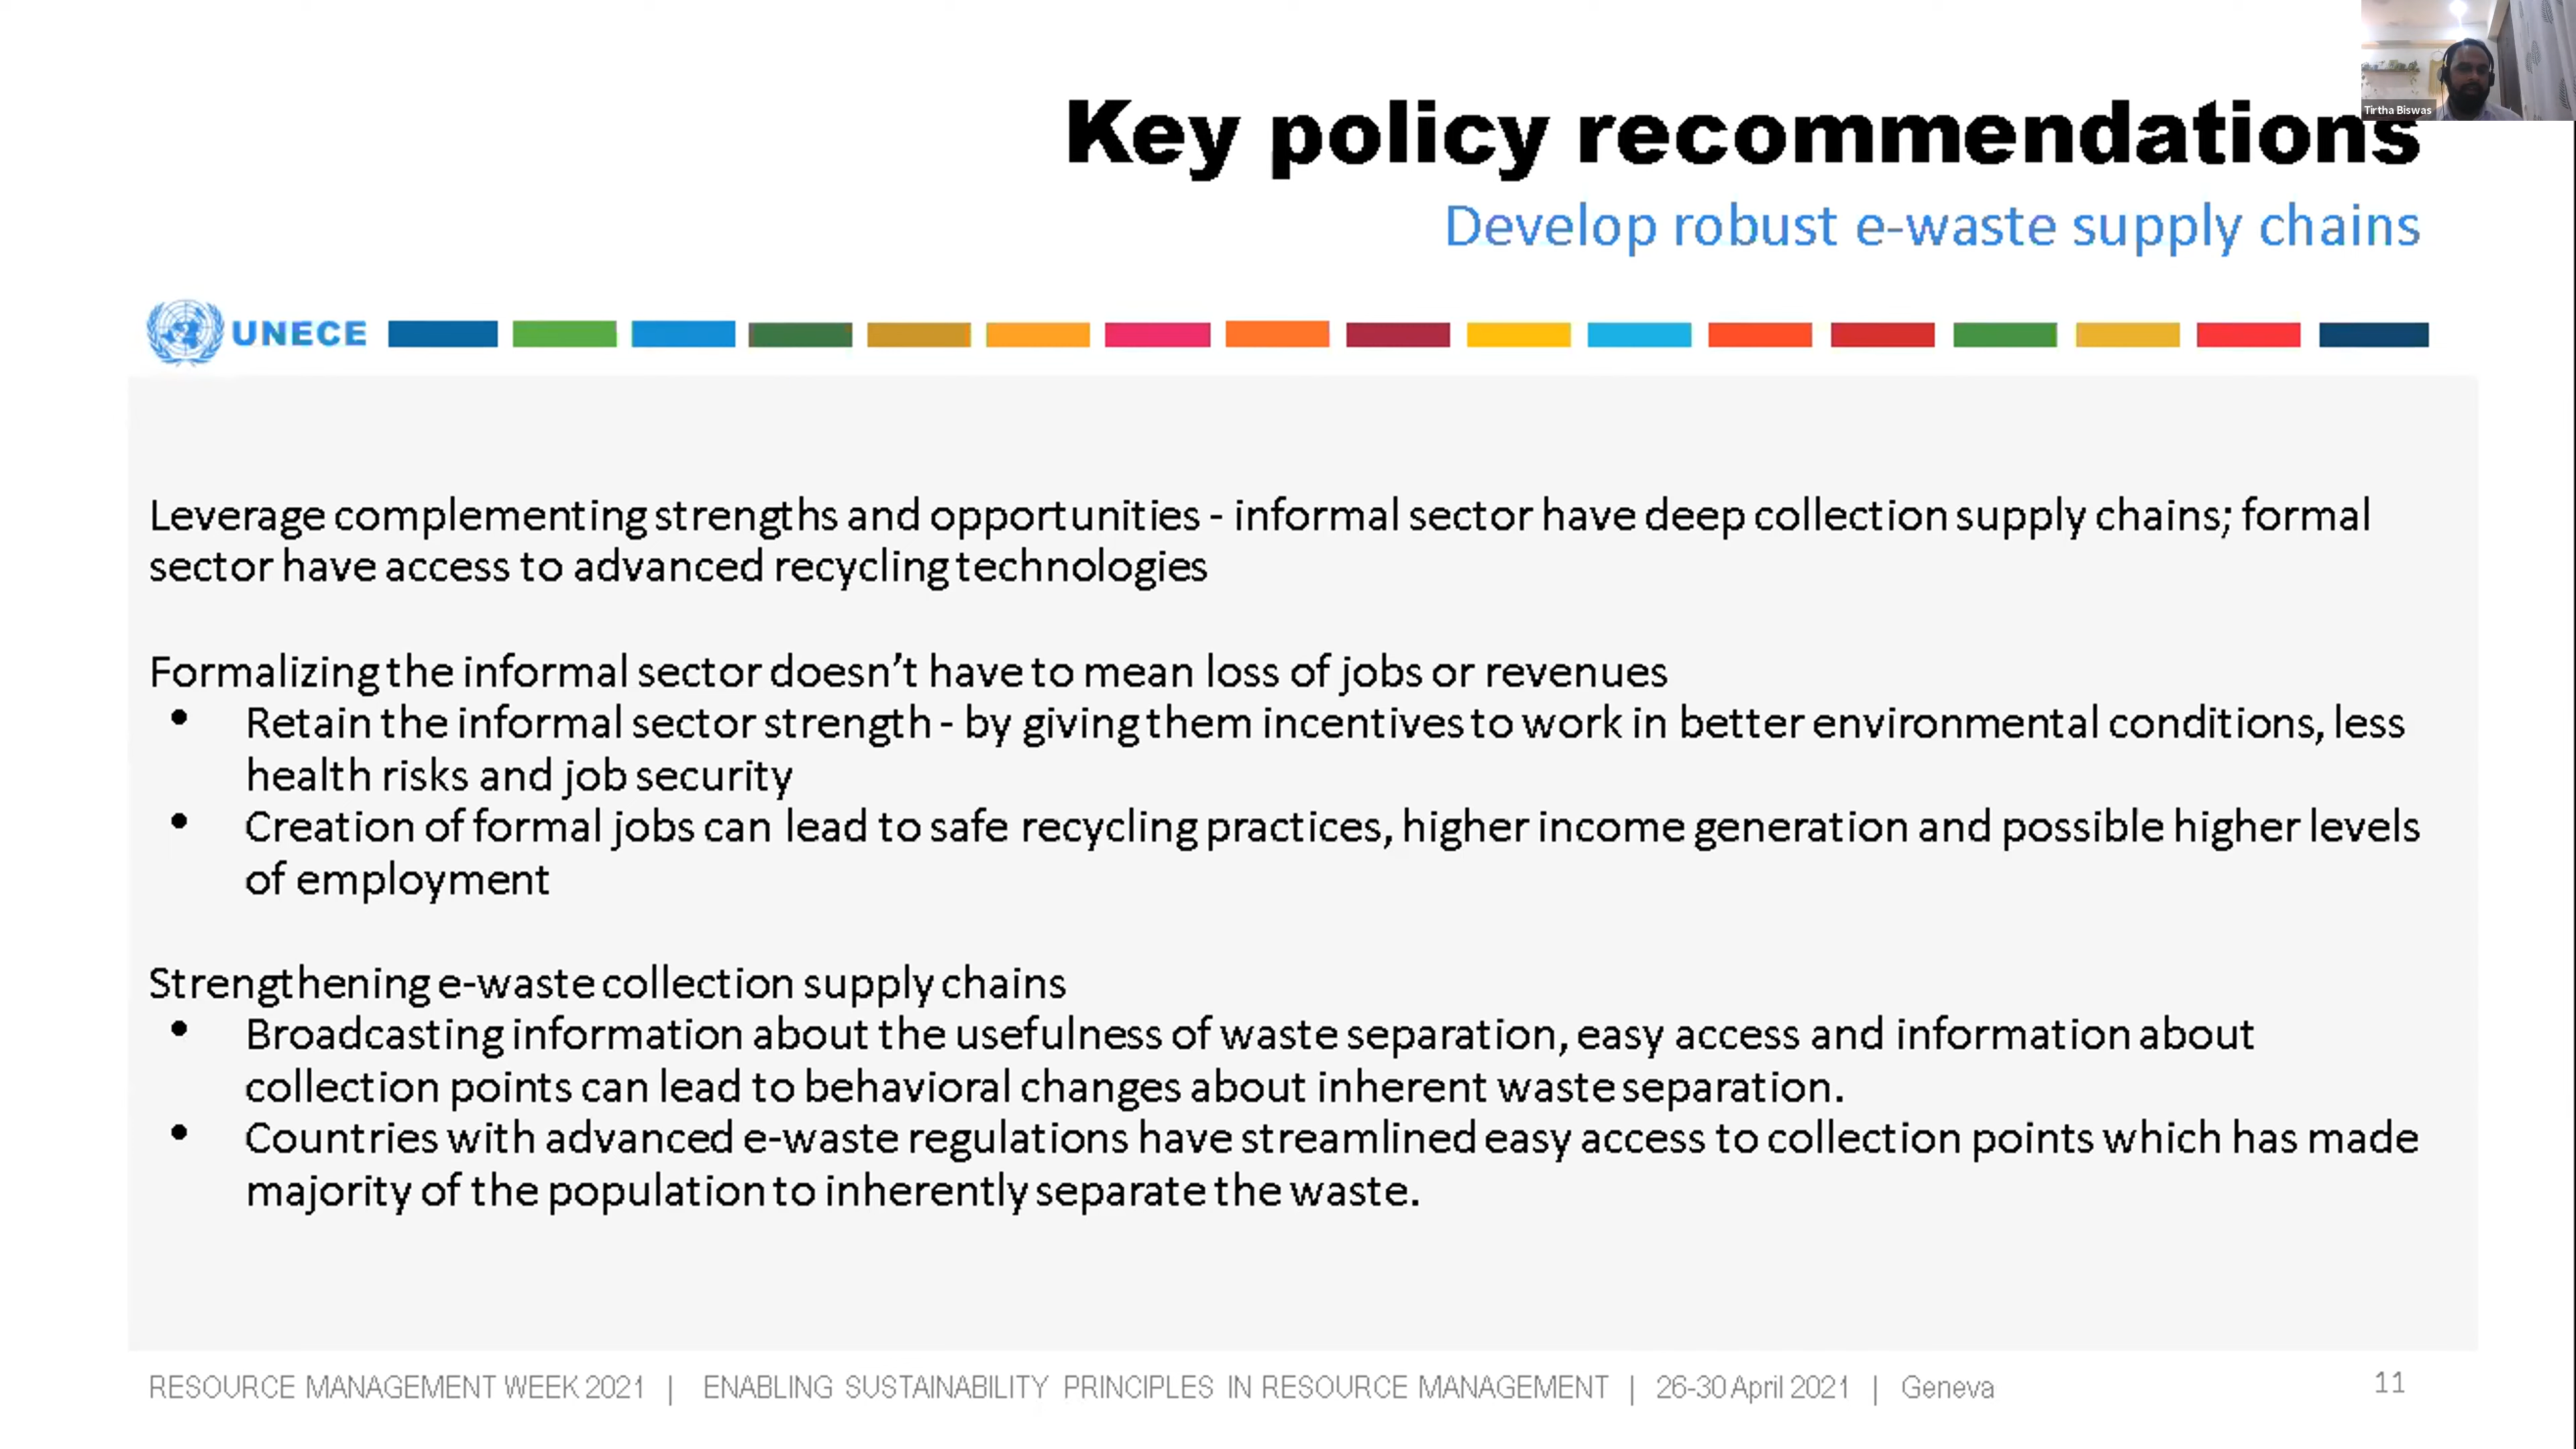 Tirtha Biswas
Key policy recommendations
Develop robust e-waste supply chains
UNECE
Leverage complementing strengths and opportunities - informal sector have deep collection supply chains; formal
sector have access to advanced recycling technologies
Formalizing the informal sector doesn’t have to mean loss of jobs or revenues
• Retain the informal sector strength - by giving them incentives to work in better environmental conditions, less
health risks and job security
• Creation of formal jobs can lead to safe recycling practices, higher income generation and possible higher levels
of employment
Strengthening e-waste collection supply chains
• Broadcasting information about the usefulness of waste separation, easy access and information about
collection points can lead to behavioral changes about inherent waste separation.
• Countries with advanced e-waste regulations have streamlined easy access to collection points which has made
majority of the population to inherently separate the waste.
RESOURCE MANAGEMENT WEEK 2021 | ENABLING SUSTAINABILITY PRINCIPLES IN RESOURCE MANAGEMENT | 26-30 April 2021 | Geneva 11